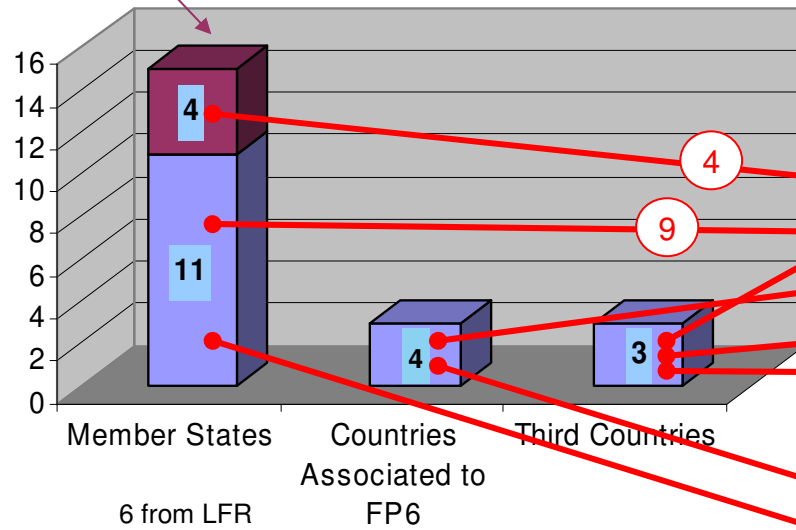 16
14
12
10
8
6
4
2
0
4
11
4
3
4
9
Member States
Countries
Associated to
FP6
Third Countries
6 from LFR